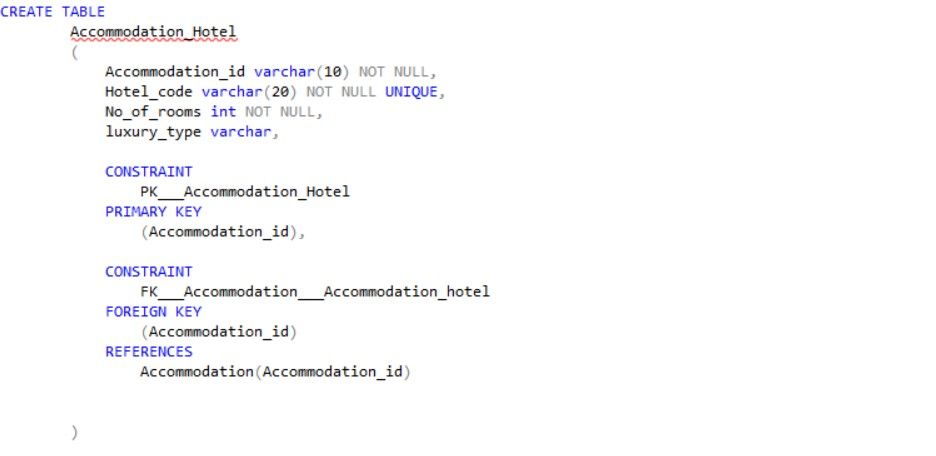 CREATE TABLE
Accommodation_Hotel
(
Accommodation_id varchar(10) NOT NULL,
Hotel_code varchar(20) NOT NULL UNIQUE,
No_of_rooms int NOT NULL,
luxury_type varchar,
CONSTRAINT
PK___Accommodation_Hotel
PRIMARY KEY
(Accommodation_id),
CONSTRAINT
FK___Accommodation___Accommodation_hotel
FOREIGN KEY
(Accommodation_id)
REFERENCES
Accommodation(Accommodation_id)
)